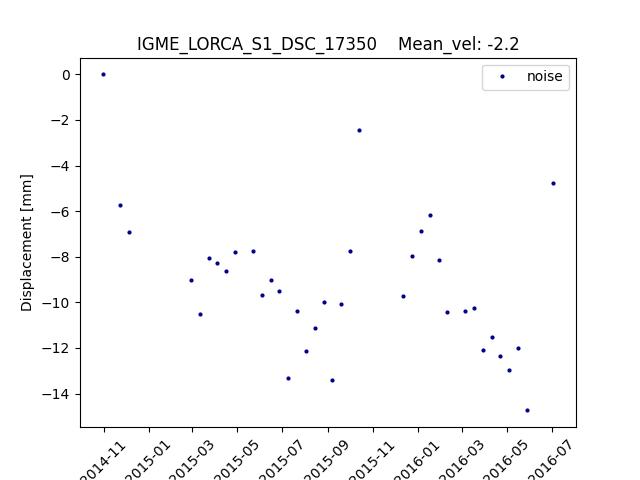 IGME_LORCA_S1_DSC_17350    Mean_vel: -2.2
noise
Displacement [mm]
0
−2
−4
−6
−8
−10
−12
−14
2014-11 2015-01 2015-03 2015-05 2015-07 2015-09 2015-11 2016-01 2016-03 2016-05 2016-07